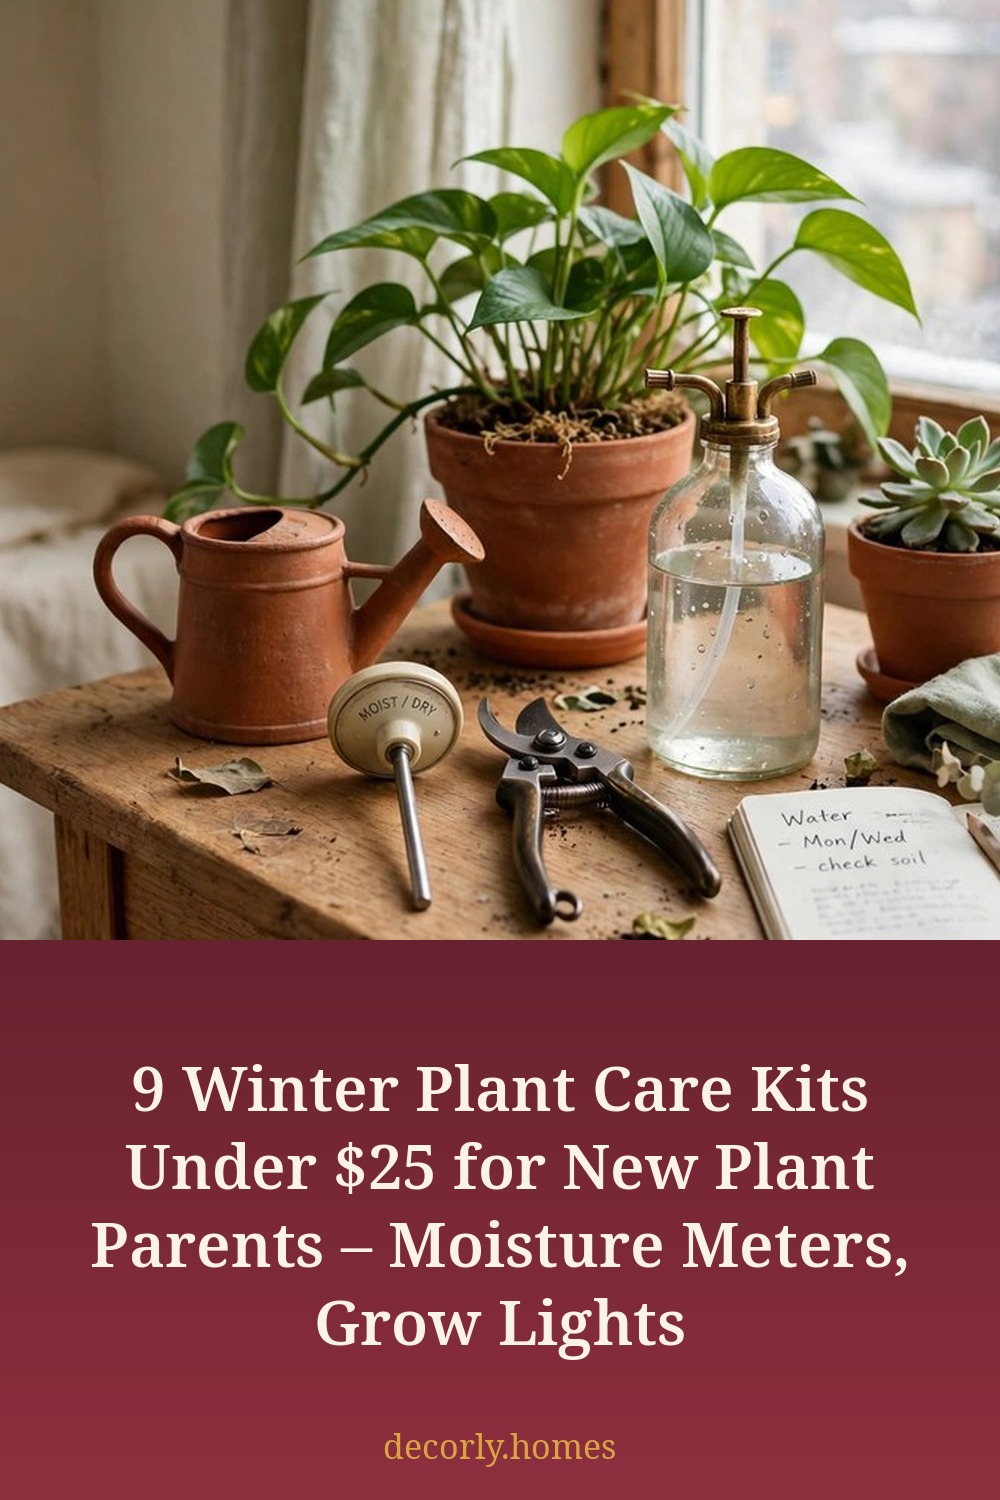 MOIST / DRY
Water
- Mon/Wed
- check soil
9 Winter Plant Care Kits
Under $25 for New Plant
Parents – Moisture Meters,
Grow Lights
decorly.homes